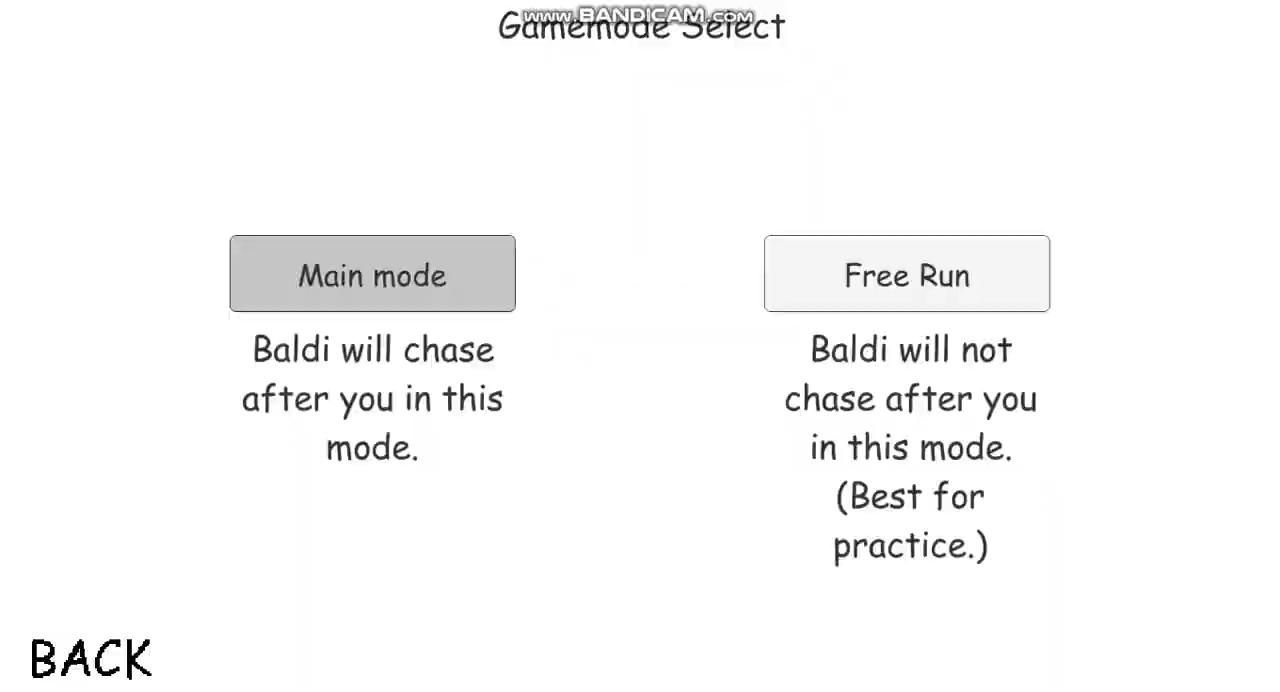 www.BANDICAM.com
Gamemode Select
Main mode
Baldi will chase
after you in this
mode.
Free Run
Baldi will not
chase after you
in this mode.
(Best for
practice.)
BACK